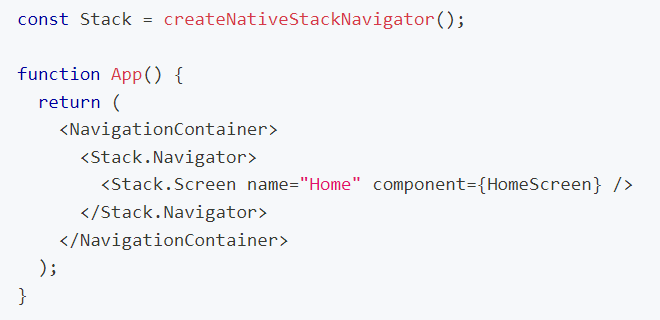 const Stack = createNativeStackNavigator();
function App() {
return (
<NavigationContainer>
<Stack.Navigator>
<Stack.Screen name="Home" component={HomeScreen} />
</Stack.Navigator>
</NavigationContainer>
);
}